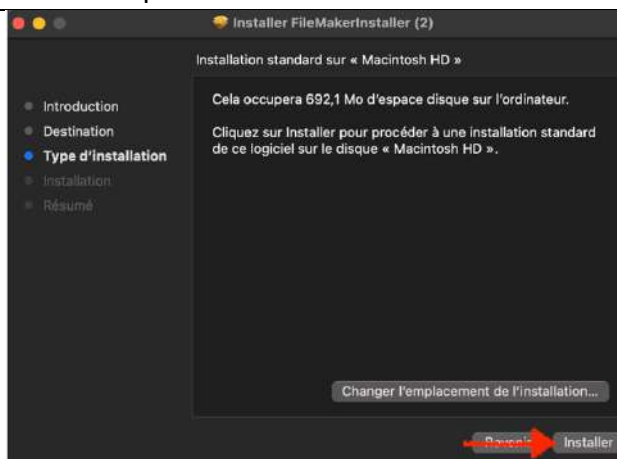 Installer FileMakerInstaller (2)
Installation standard sur « Macintosh HD »
Introduction
Destination
Type d'installation
Installation
Résumé
Cela occupera 692,1 Mo d'espace disque sur l'ordinateur.
Cliquez sur Installer pour procéder à une installation standard
de ce logiciel sur le disque « Macintosh HD ».
Changer l'emplacement de l'installation...
Installer